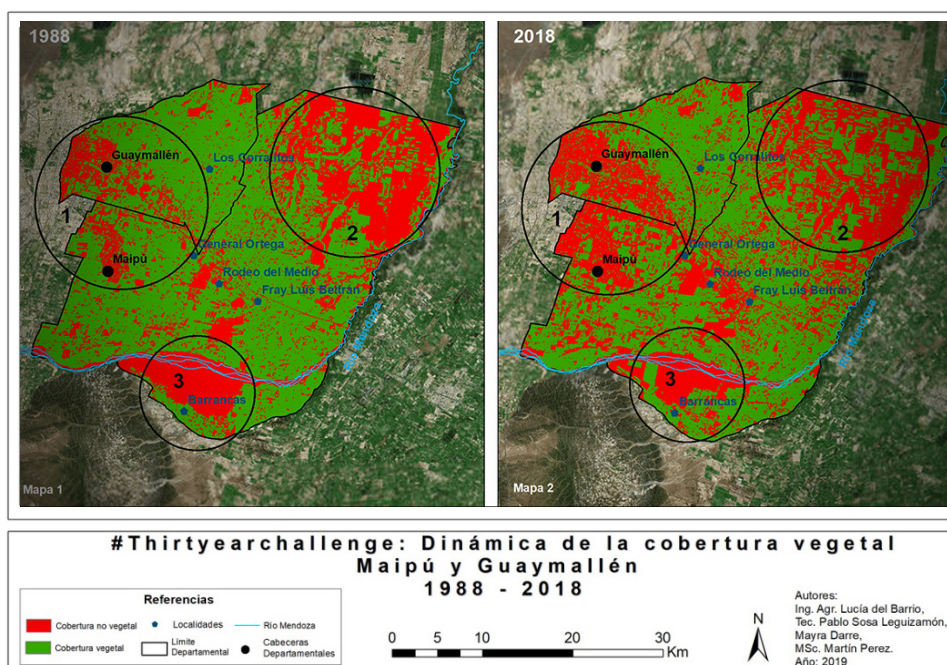 1988
Guaymallén
Los Corralitos
1
2
General Ortega
Maipú
Rodeo del Medio
Fray Luis Beltrán
Río Mendoza
3
Barrancas
Mapa 1
2018
Guaymallén
Los Corralitos
1
2
General Ortega
Maipú
Rodeo del Medio
Fray Luis Beltrán
Río Mendoza
3
Barrancas
Mapa 2
#Thirtyearchallenge: Dinámica de la cobertura vegetal
Maipú y Guaymallén
1988 - 2018
Referencias
Cobertura no vegetal
Localidades
Río Mendoza
Cobertura vegetal
Límite
Departamental
Cabeceras
Departamentales
0 5 10 20 30
Km
N
Autores:
Ing. Agr. Lucía del Barrio,
Tec. Pablo Sosa Leguizamón,
Mayra Darre,
MSc. Martín Perez.
Año: 2019